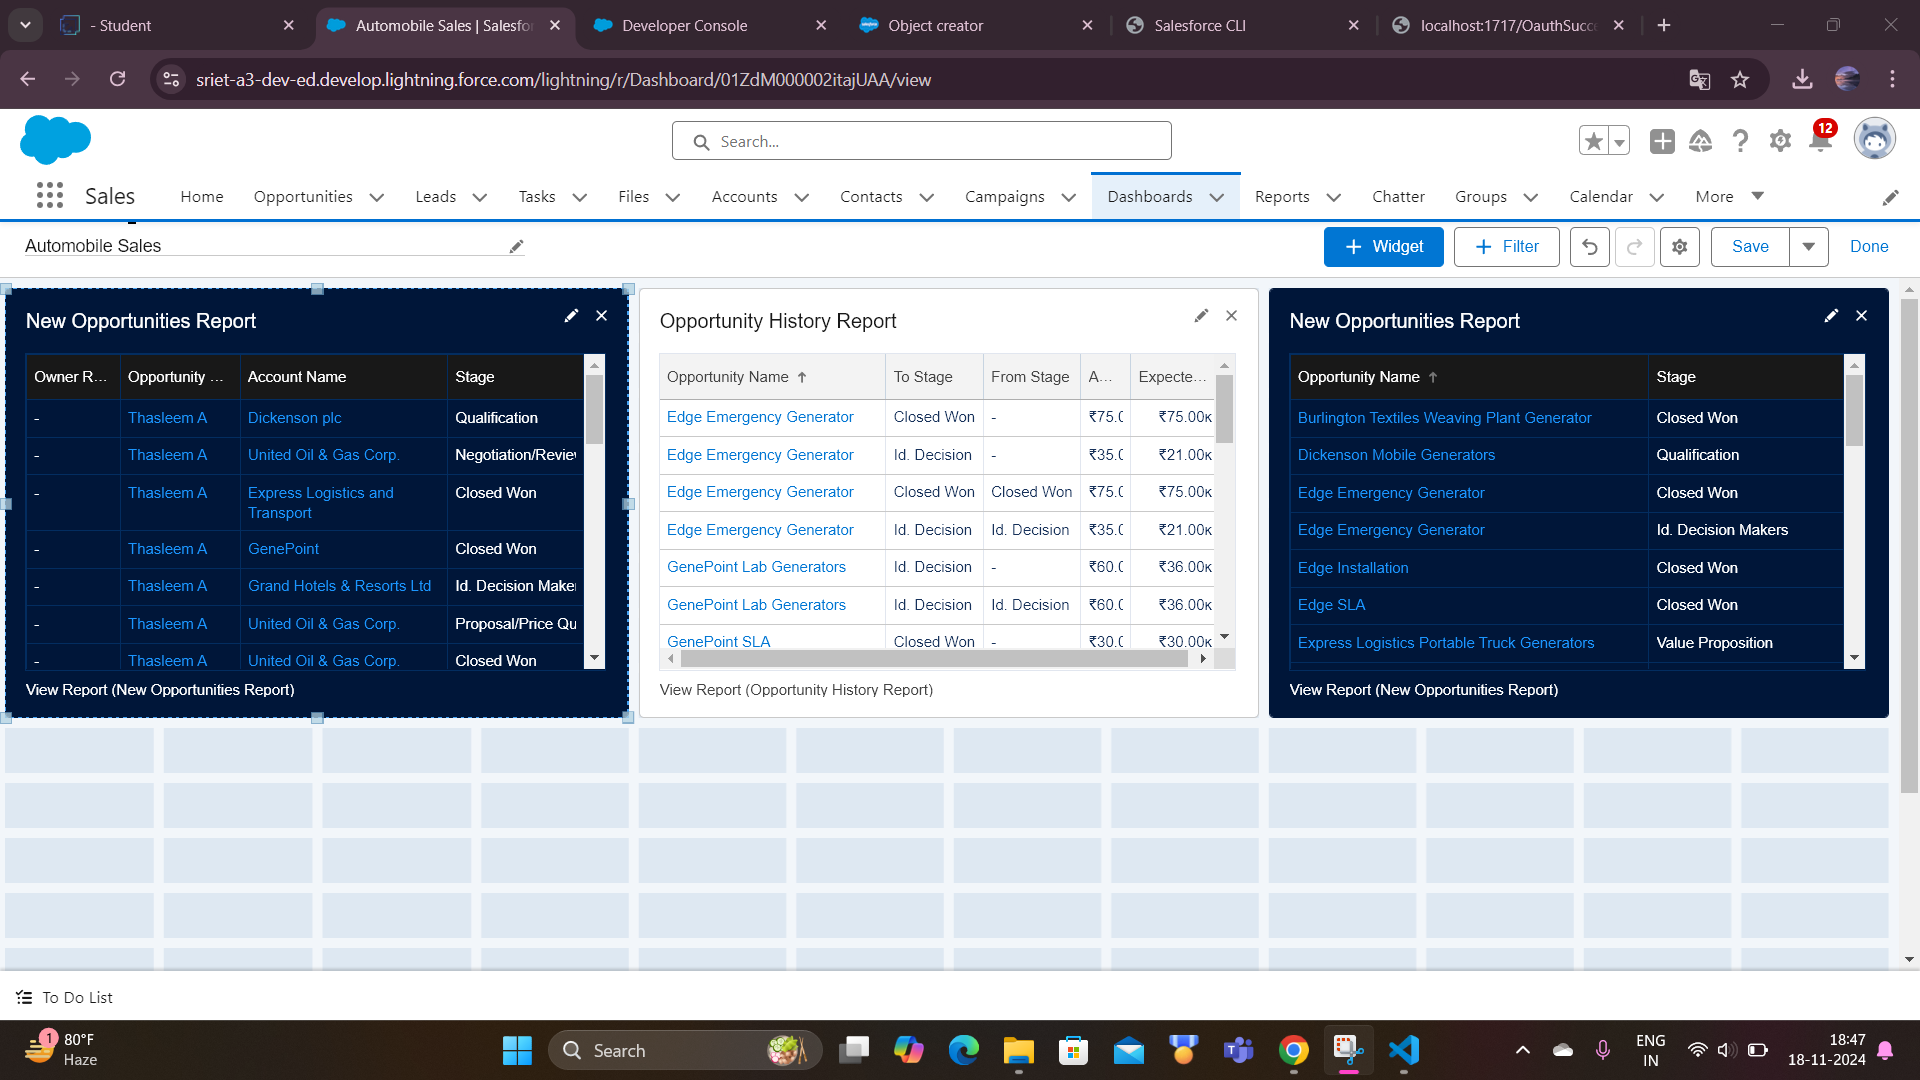 - Student
Automobile Sales | Salesfo
Developer Console
Object creator
Salesforce CLI
localhost:1717/OauthSucce
sriet-a3-dev-ed.develop.lightning.force.com/lightning/r/Dashboard/01ZdM000002itajUAA/view
Search...
12
Sales
Home
Opportunities
Leads
Tasks
Files
Accounts
Contacts
Campaigns
Dashboards
Reports
Chatter
Groups
Calendar
More
Automobile Sales
+ Widget
+ Filter
Save
Done
New Opportunities Report
Owner R... Opportunity ... Account Name Stage
- Thasleem A Dickenson plc Qualification
- Thasleem A United Oil & Gas Corp. Negotiation/Review
- Thasleem A Express Logistics and Closed Won
Transport
- Thasleem A GenePoint Closed Won
- Thasleem A Grand Hotels & Resorts Ltd Id. Decision Maker
- Thasleem A United Oil & Gas Corp. Proposal/Price Qu
- Thasleem A United Oil & Gas Corp. Closed Won
View Report (New Opportunities Report)
Opportunity History Report
Opportunity Name ↑ To Stage From Stage A... Expecte...
Edge Emergency Generator Closed Won - ₹75.0 ₹75.00K
Edge Emergency Generator Id. Decision - ₹35.0 ₹21.00K
Edge Emergency Generator Closed Won Closed Won ₹75.0 ₹75.00K
Edge Emergency Generator Id. Decision Id. Decision ₹35.0 ₹21.00K
GenePoint Lab Generators Id. Decision - ₹60.0 ₹36.00K
GenePoint Lab Generators Id. Decision Id. Decision ₹60.0 ₹36.00K
GenePoint SLA Closed Won - ₹30.0 ₹30.00K
View Report (Opportunity History Report)
New Opportunities Report
Opportunity Name ↑ Stage
Burlington Textiles Weaving Plant Generator Closed Won
Dickenson Mobile Generators Qualification
Edge Emergency Generator Closed Won
Edge Emergency Generator Id. Decision Makers
Edge Installation Closed Won
Edge SLA Closed Won
Express Logistics Portable Truck Generators Value Proposition
View Report (New Opportunities Report)
To Do List
1
80°F
Haze
Search
ENG
IN
18:47
18-11-2024